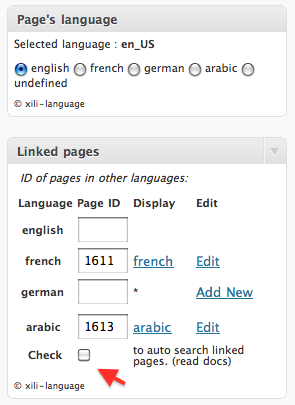 Page's language
Selected language : en_US
english french german arabic
undefined
© xili-language
Linked pages
ID of pages in other languages:
Language Page ID Display Edit
english
french 1611 french Edit
german * Add New
arabic 1613 arabic Edit
Check to auto search linked
pages. (read docs)
© xili-language